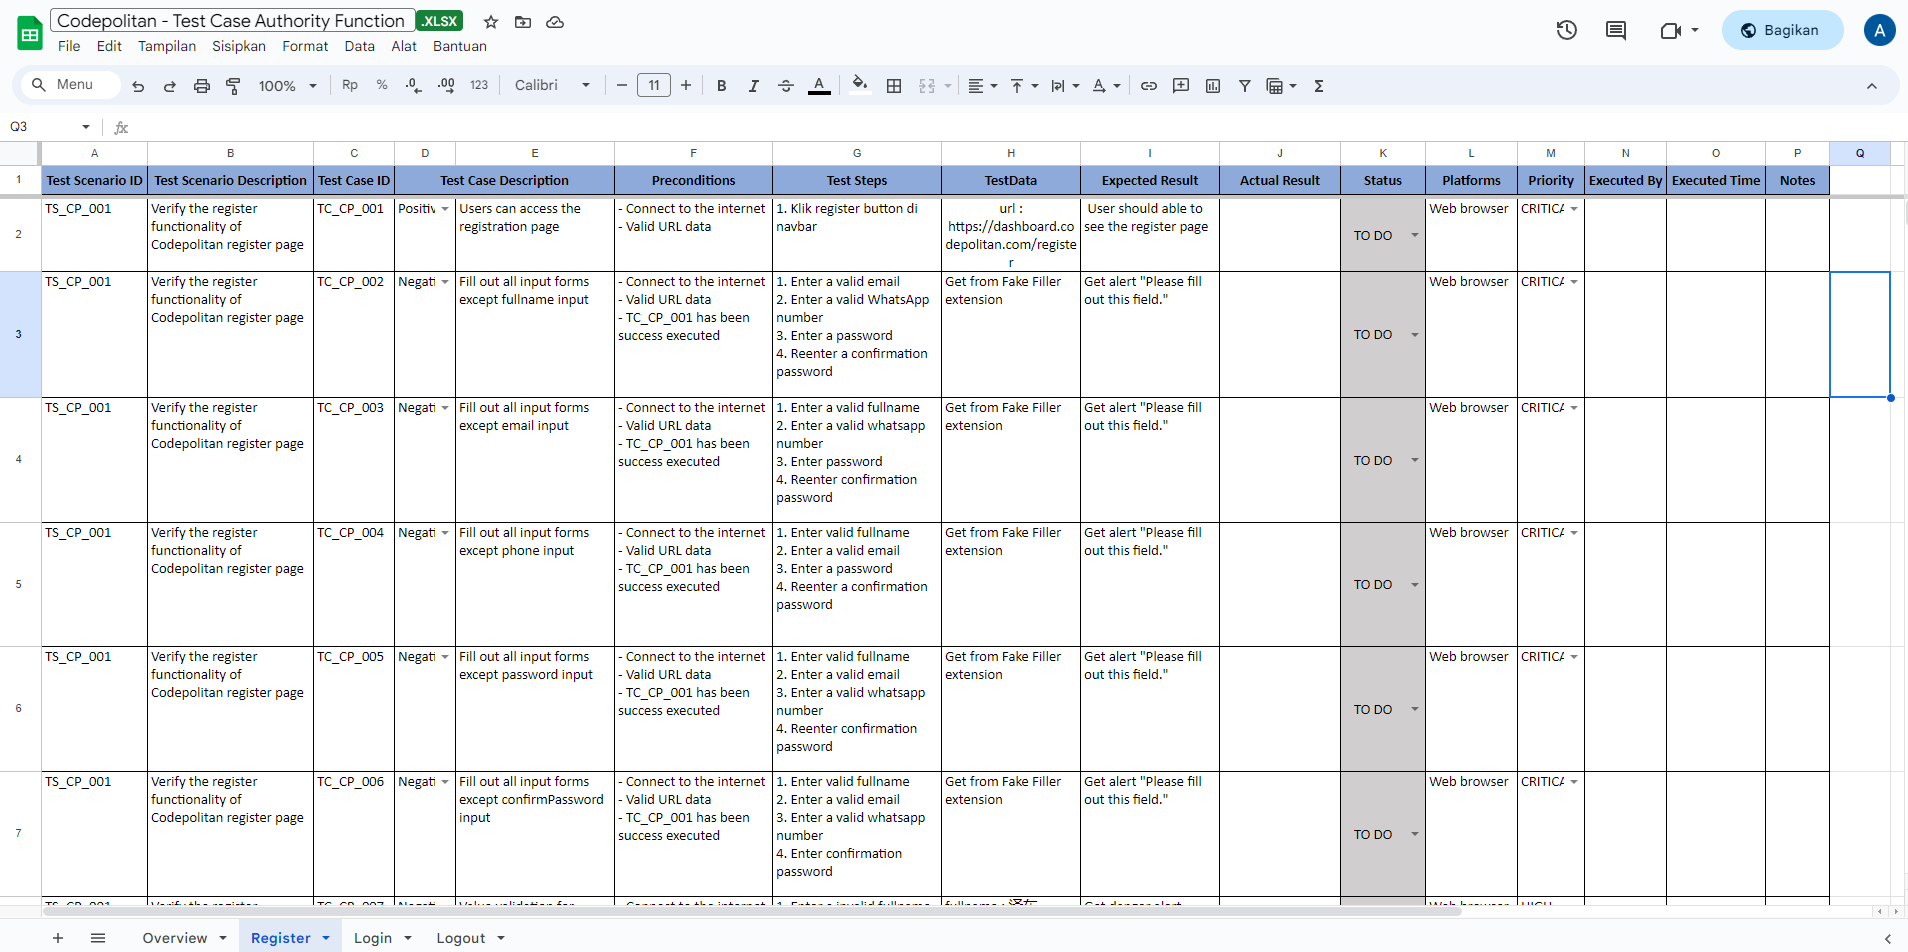 Codepolitan - Test Case Authority Function .XLSX
File Edit Tampilan Sisipkan Format Data Alat Bantuan
Bagikan
A
Menu 100% Rp % .0 .00 123 Calibri 11 B I A
Q3 fx
A B C D E F G H I J K L M N O P Q
1 Test Scenario ID Test Scenario Description Test Case ID Test Case Description Preconditions Test Steps TestData Expected Result Actual Result Status Platforms Priority Executed By Executed Time Notes
2
TS_CP_001
Verify the register
functionality of
Codepolitan register page
TC_CP_001
Positiv
Users can access the
registration page
- Connect to the internet
- Valid URL data
1. Klik register button di
navbar
url :
https://dashboard.co
depolitan.com/registe
r
User should able to
see the register page
TO DO
Web browser
CRITICA
3
TS_CP_001
Verify the register
functionality of
Codepolitan register page
TC_CP_002
Negati
Fill out all input forms
except fullname input
- Connect to the internet
- Valid URL data
- TC_CP_001 has been
success executed
1. Enter a valid email
2. Enter a valid WhatsApp
number
3. Enter a password
4. Reenter a confirmation
password
Get from Fake Filler
extension
Get alert "Please fill
out this field."
TO DO
Web browser
CRITICA
4
TS_CP_001
Verify the register
functionality of
Codepolitan register page
TC_CP_003
Negati
Fill out all input forms
except email input
- Connect to the internet
- Valid URL data
- TC_CP_001 has been
success executed
1. Enter a valid fullname
2. Enter a valid whatsapp
number
3. Enter password
4. Reenter confirmation
password
Get from Fake Filler
extension
Get alert "Please fill
out this field."
TO DO
Web browser
CRITICA
5
TS_CP_001
Verify the register
functionality of
Codepolitan register page
TC_CP_004
Negati
Fill out all input forms
except phone input
- Connect to the internet
- Valid URL data
- TC_CP_001 has been
success executed
1. Enter valid fullname
2. Enter a valid email
3. Enter a password
4. Reenter a confirmation
password
Get from Fake Filler
extension
Get alert "Please fill
out this field."
TO DO
Web browser
CRITICA
6
TS_CP_001
Verify the register
functionality of
Codepolitan register page
TC_CP_005
Negati
Fill out all input forms
except password input
- Connect to the internet
- Valid URL data
- TC_CP_001 has been
success executed
1. Enter valid fullname
2. Enter a valid email
3. Enter a valid whatsapp
number
4. Reenter confirmation
password
Get from Fake Filler
extension
Get alert "Please fill
out this field."
TO DO
Web browser
CRITICA
7
TS_CP_001
Verify the register
functionality of
Codepolitan register page
TC_CP_006
Negati
Fill out all input forms
except confirmPassword
input
- Connect to the internet
- Valid URL data
- TC_CP_001 has been
success executed
1. Enter valid fullname
2. Enter a valid email
3. Enter a valid whatsapp
number
4. Enter confirmation
password
Get from Fake Filler
extension
Get alert "Please fill
out this field."
TO DO
Web browser
CRITICA
Overview Register Login Logout